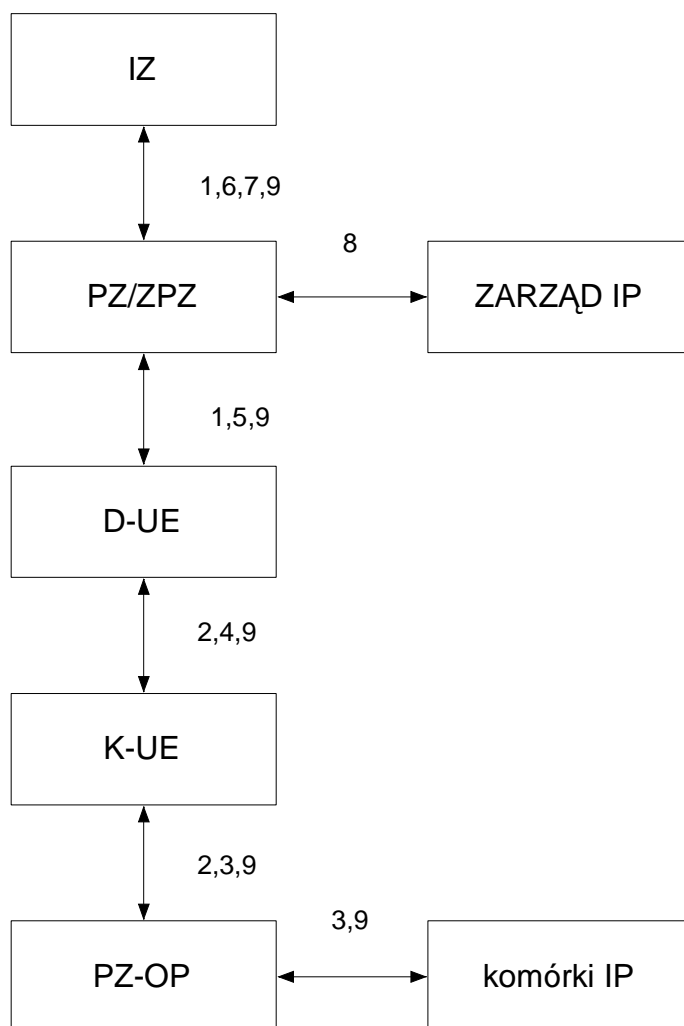 IZ
1,6,7,9
8
PZ/ZPZ
ZARZĄD IP
1,5,9
D-UE
2,4,9
K-UE
2,3,9
3,9
PZ-OP
komórki IP